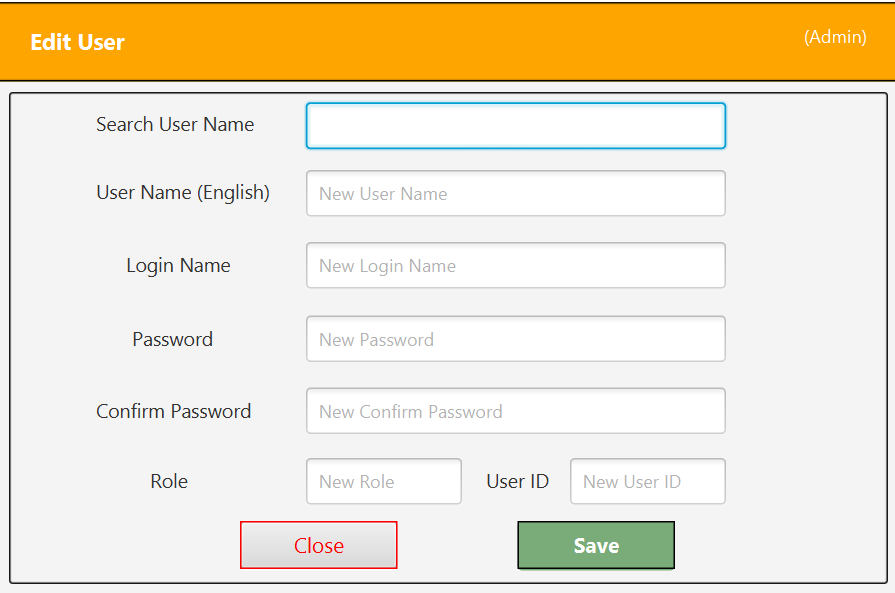 Edit User
(Admin)
Search User Name
User Name (English)
New User Name
Login Name
New Login Name
Password
New Password
Confirm Password
New Confirm Password
Role
New Role
User ID
New User ID
Close
Save